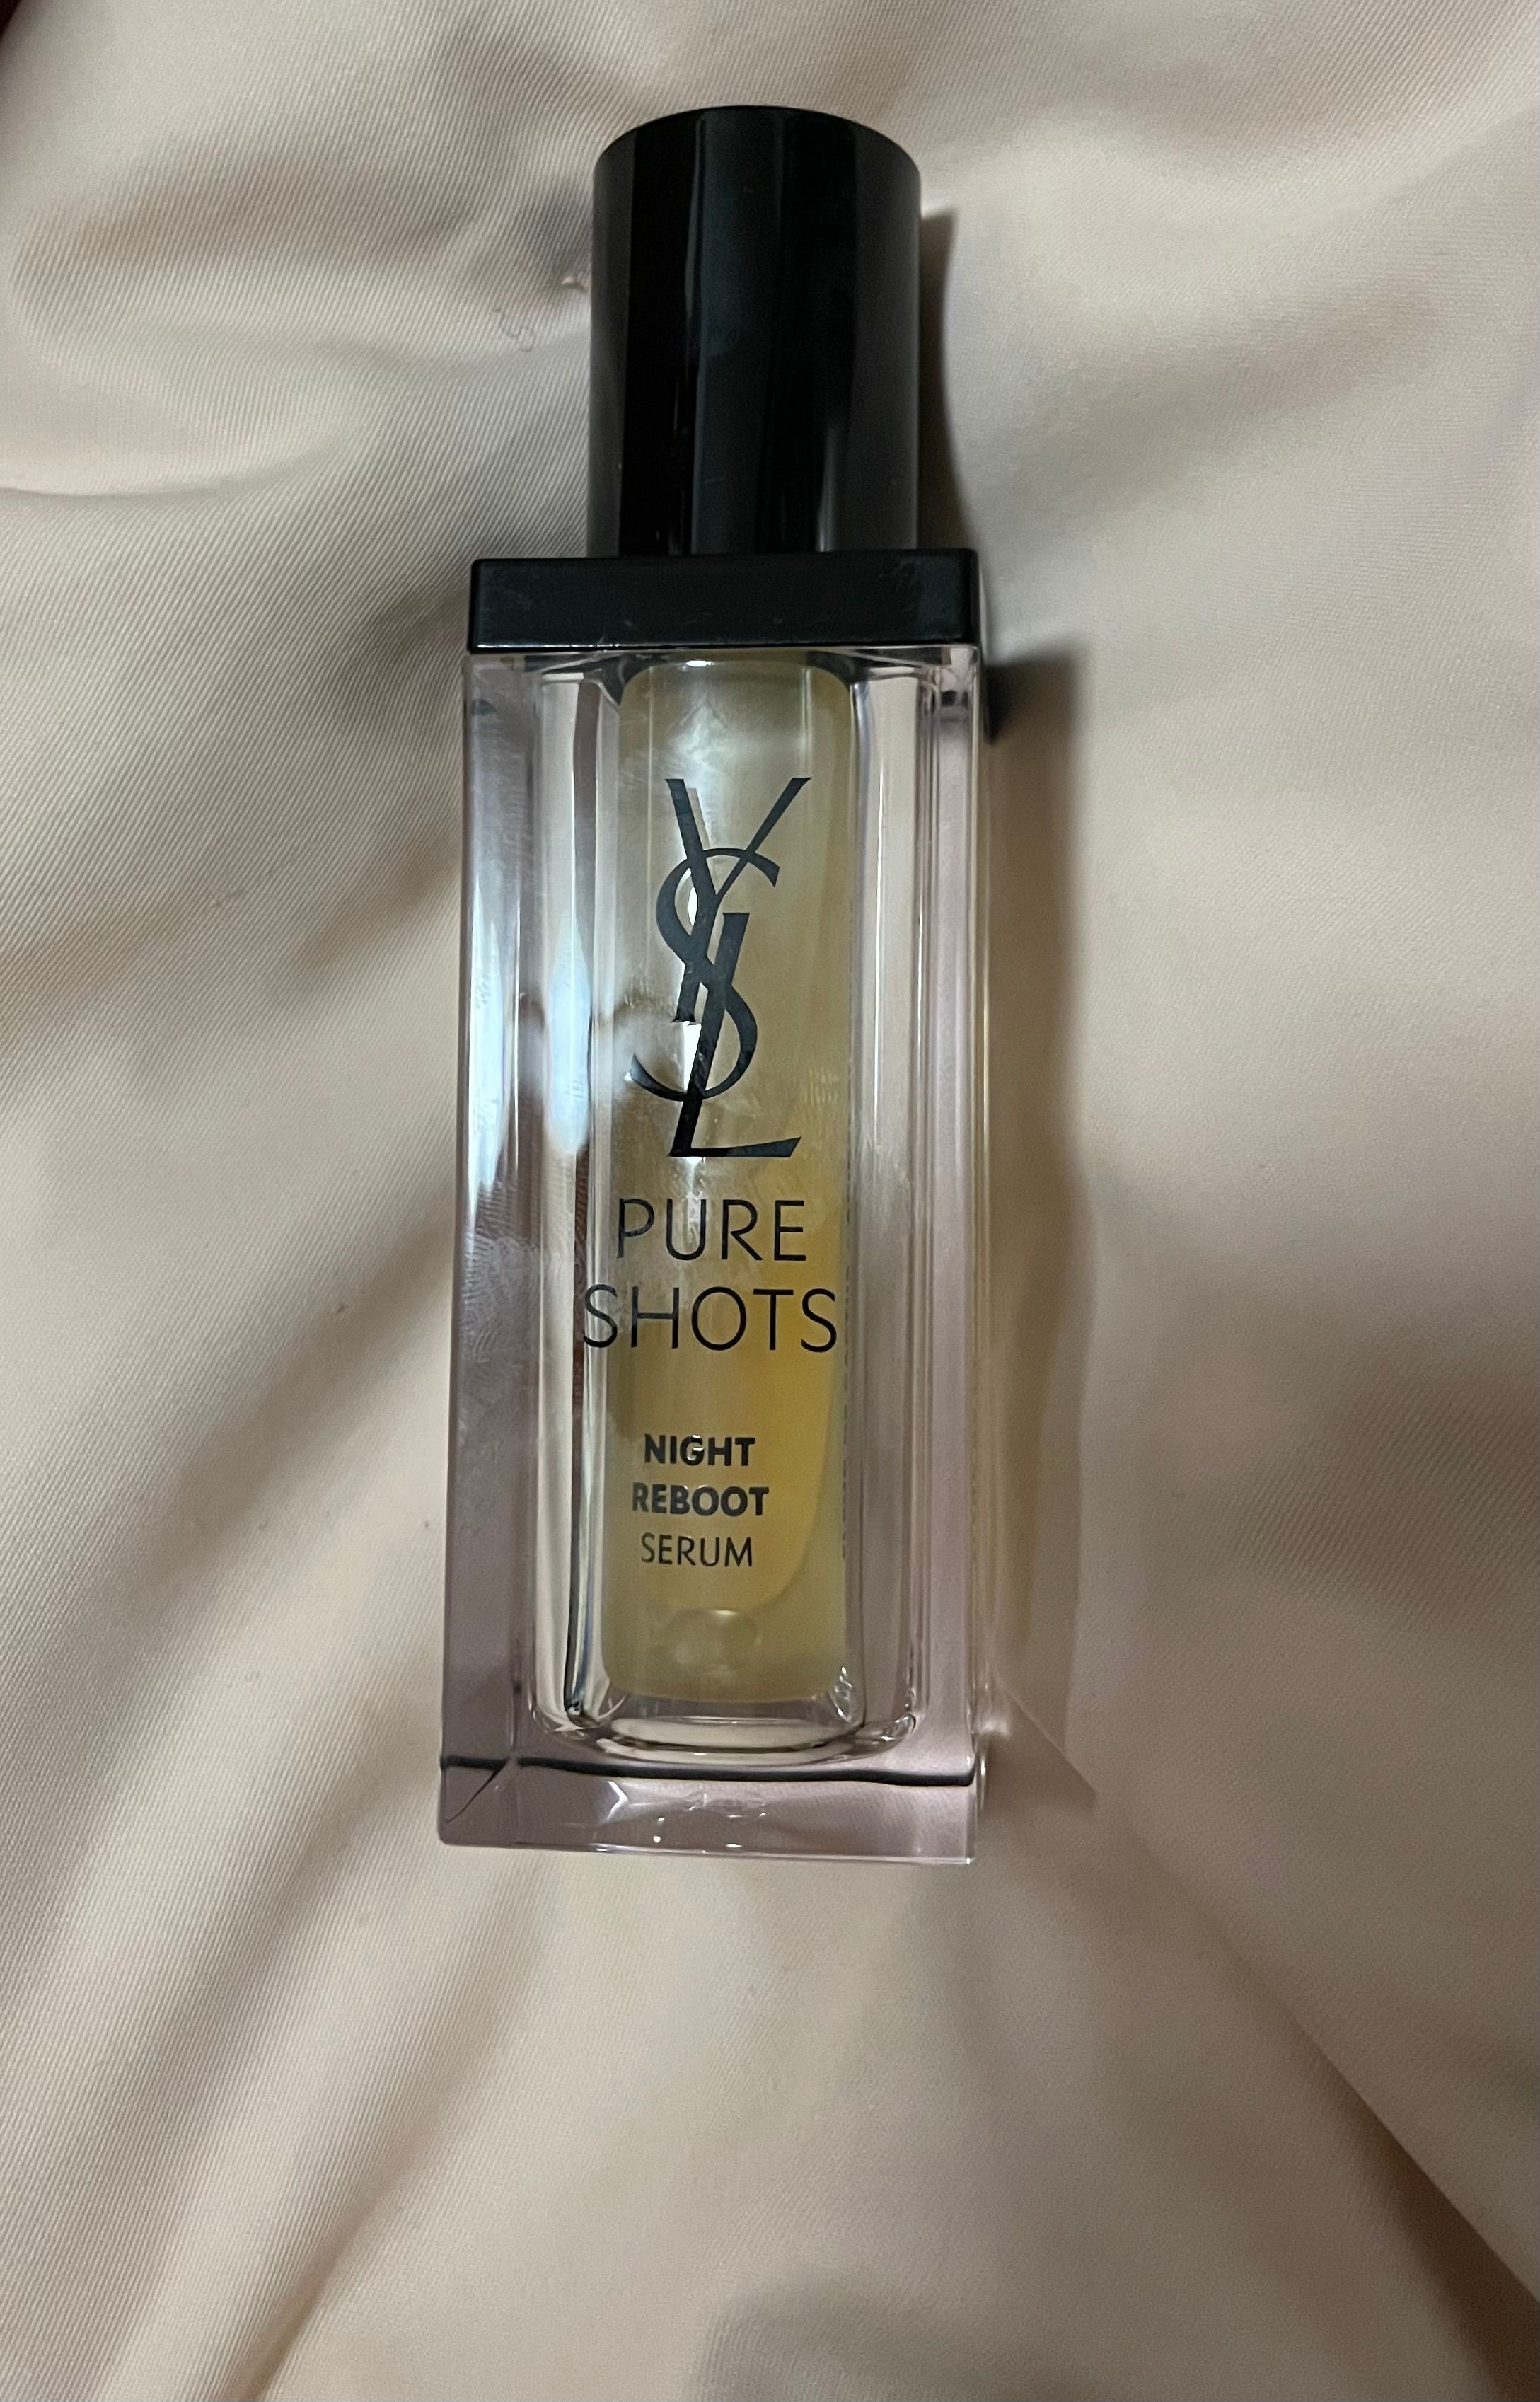 YSL
PURE
SHOTS
NIGHT
REBOOT
SERUM